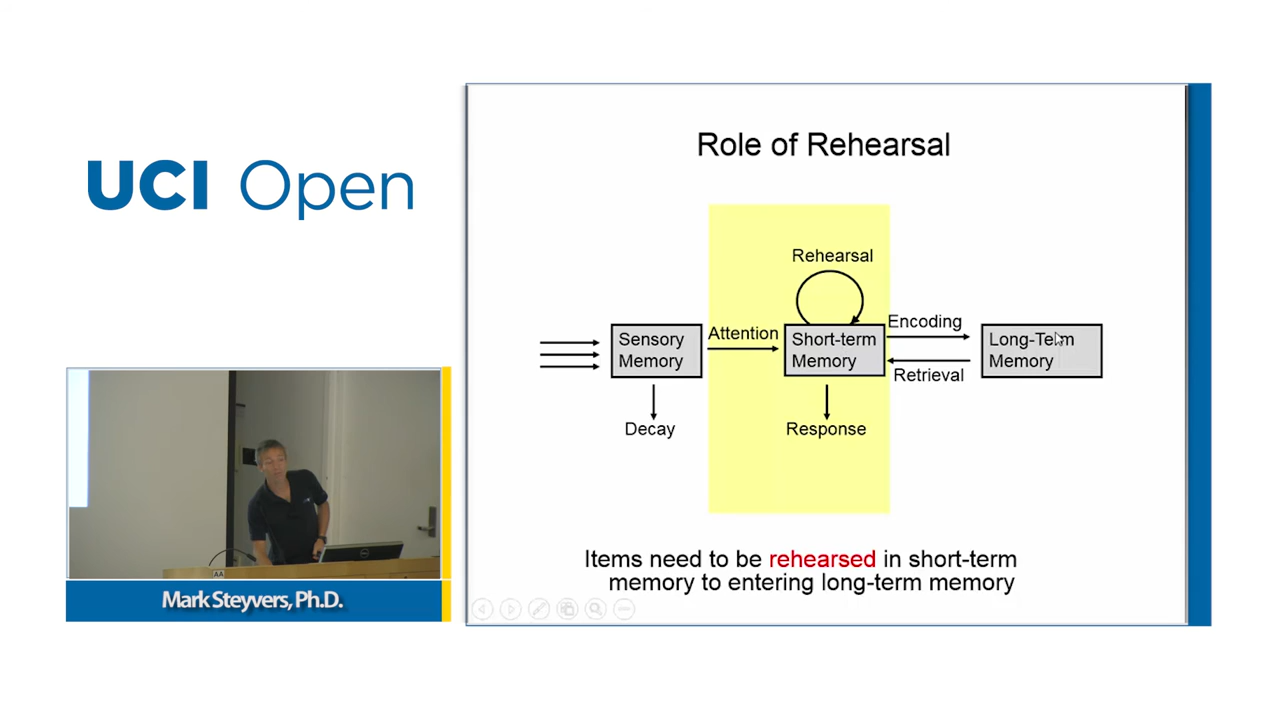 UCI Open
Mark Steyvers, Ph.D.
AA
Role of Rehearsal
Rehearsal
Sensory
Memory
Attention
Short-term
Memory
Encoding
Retrieval
Long-Term
Memory
Decay
Response
Items need to be rehearsed in short-term
memory to entering long-term memory